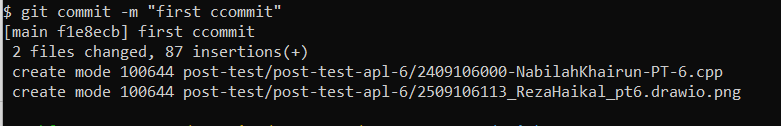 $ git commit -m "first ccommit"
[main f1e8ecb] first ccommit
 2 files changed, 87 insertions(+)
 create mode 100644 post-test/post-test-apl-6/2409106000-NabilahKhairun-PT-6.cpp
 create mode 100644 post-test/post-test-apl-6/2509106113_RezaHaikal_pt6.drawio.png